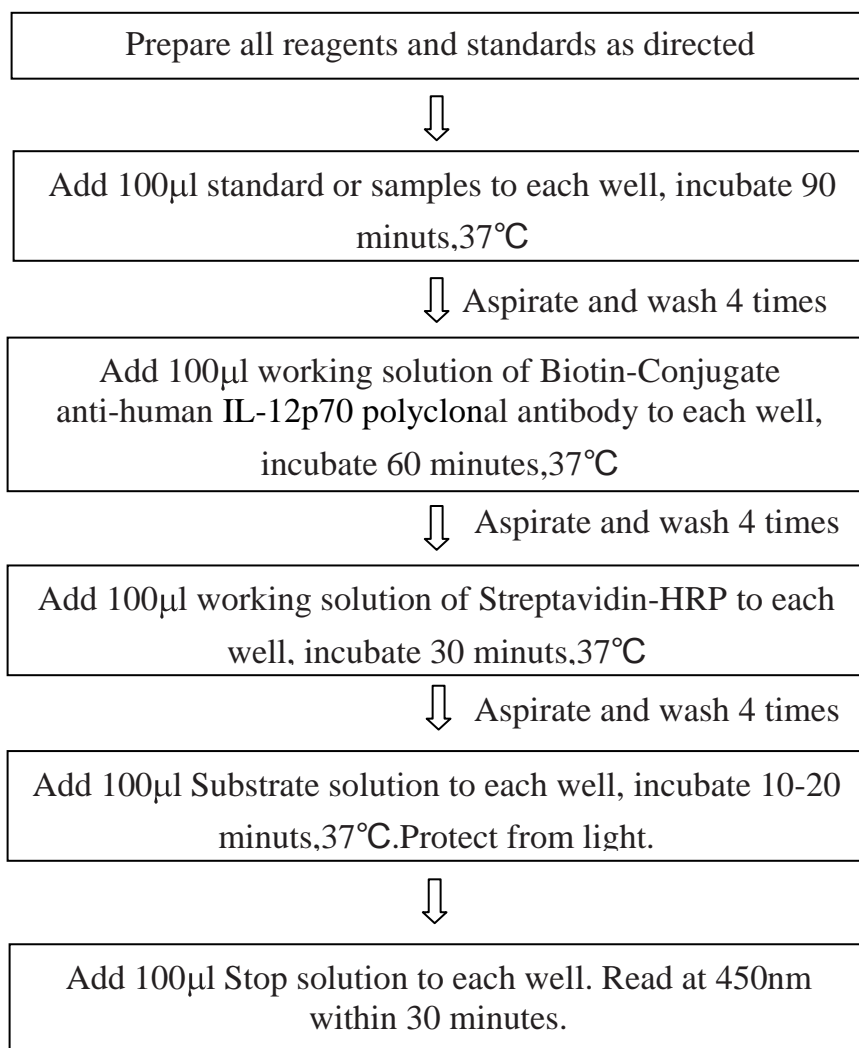 Prepare all reagents and standards as directed
Add 100μl standard or samples to each well, incubate 90
minuts,37℃
Aspirate and wash 4 times
Add 100μl working solution of Biotin-Conjugate
anti-human IL-12p70 polyclonal antibody to each well,
incubate 60 minutes,37℃
Aspirate and wash 4 times
Add 100μl working solution of Streptavidin-HRP to each
well, incubate 30 minuts,37℃
Aspirate and wash 4 times
Add 100μl Substrate solution to each well, incubate 10-20
minuts,37℃.Protect from light.
Add 100μl Stop solution to each well. Read at 450nm
within 30 minutes.